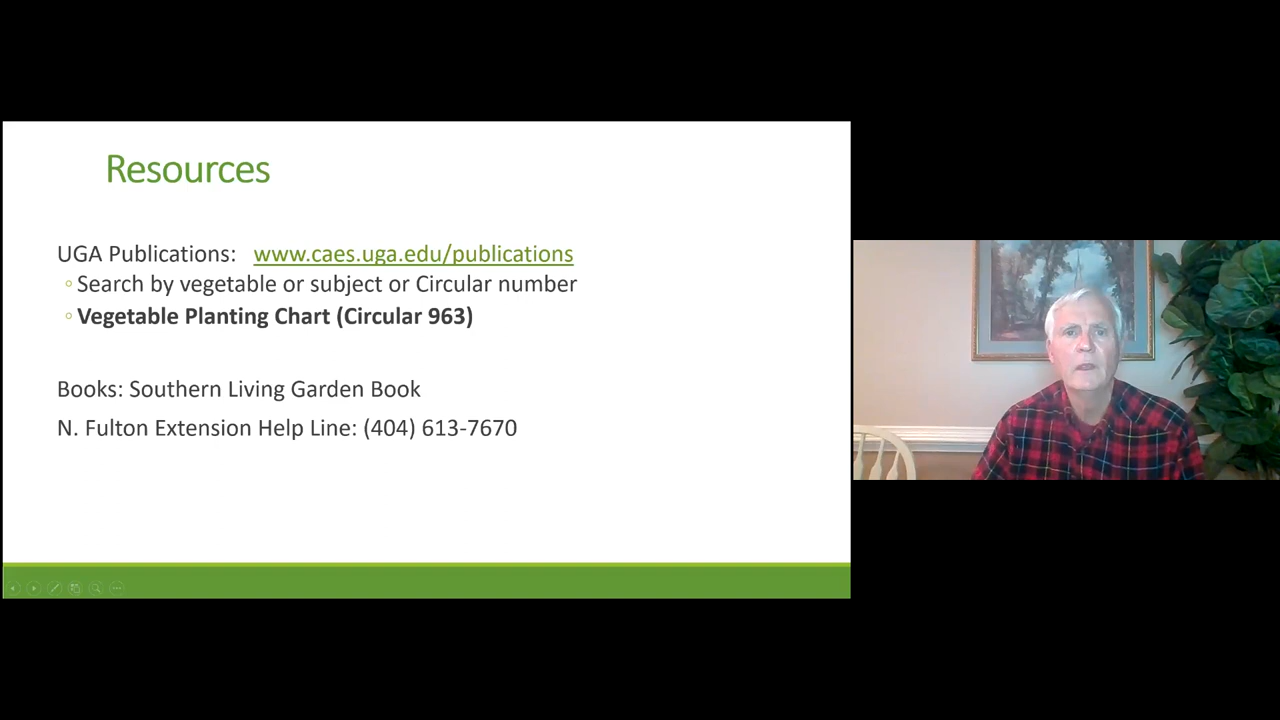 Resources
UGA Publications: www.caes.uga.edu/publications
Search by vegetable or subject or Circular number
Vegetable Planting Chart (Circular 963)
Books: Southern Living Garden Book
N. Fulton Extension Help Line: (404) 613-7670